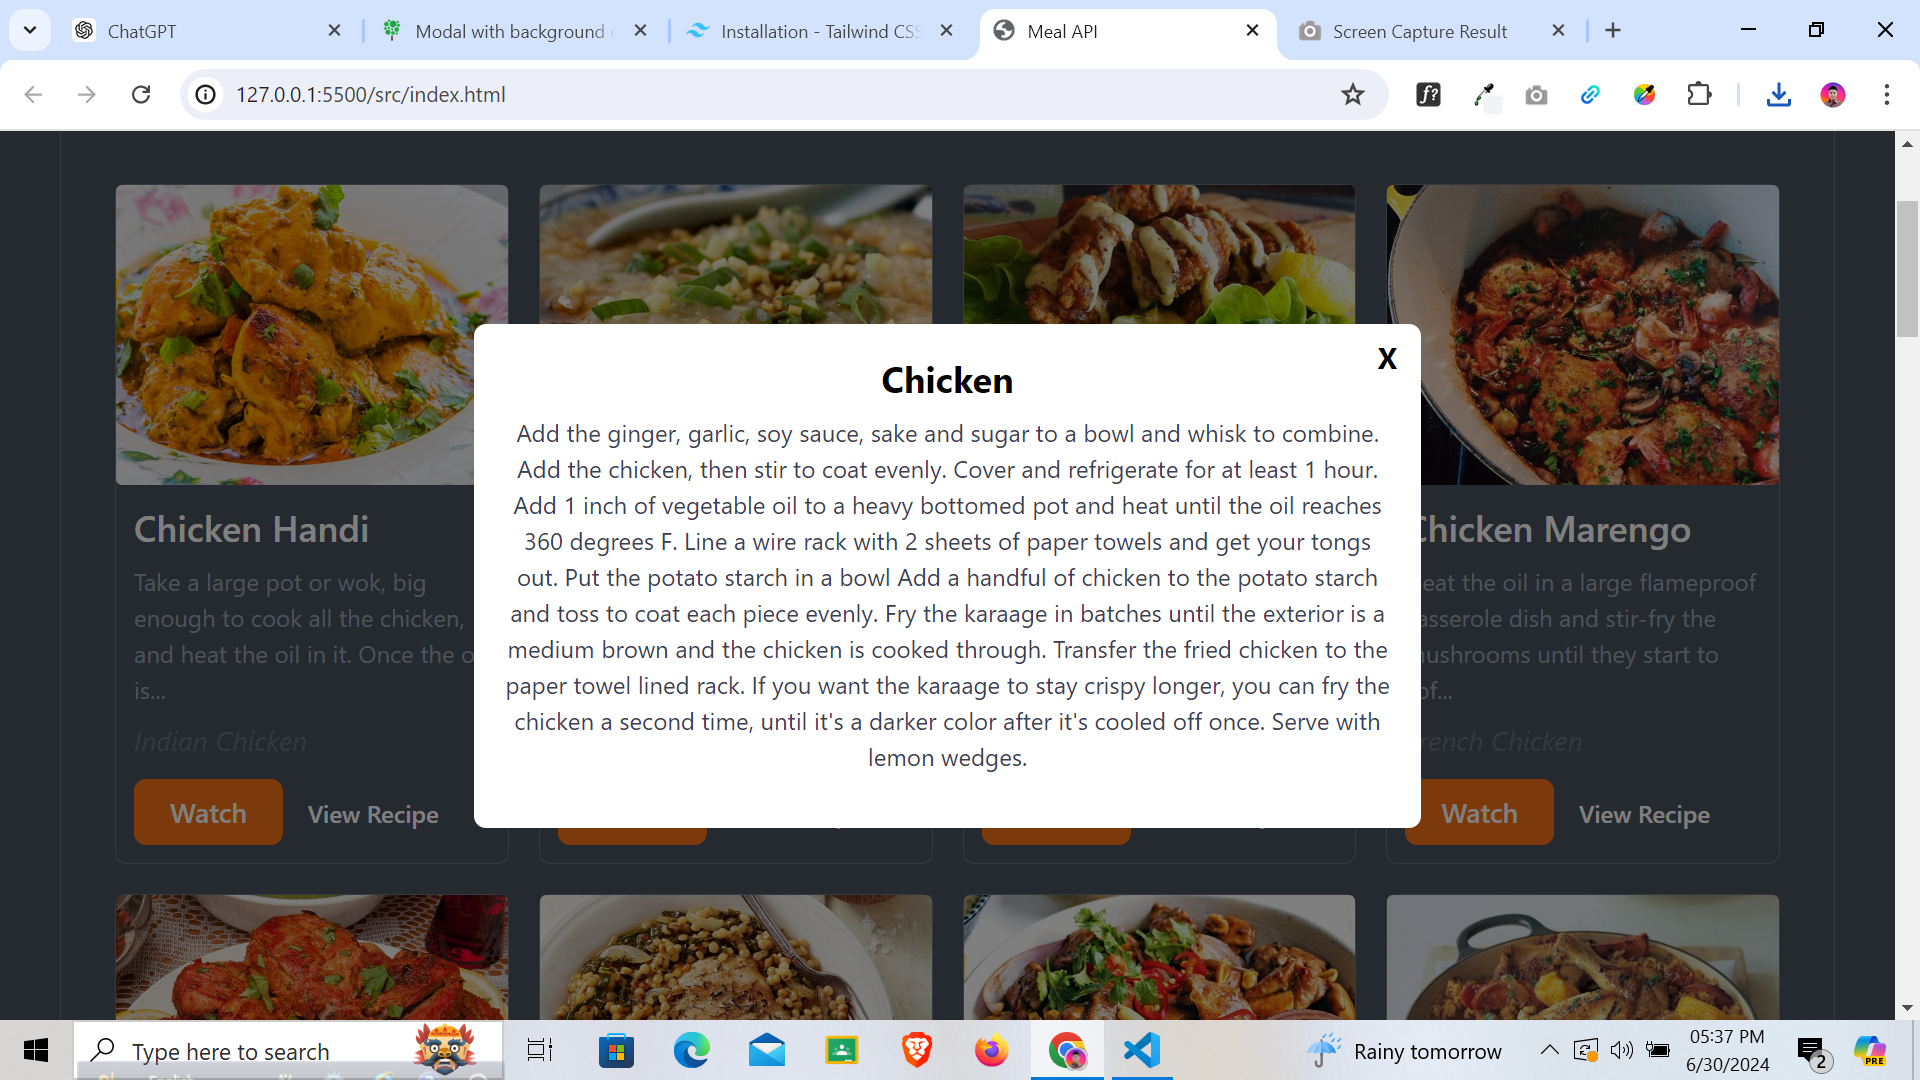 ChatGPT
Modal with background
Installation - Tailwind CSS
Meal API
Screen Capture Result
127.0.0.1:5500/src/index.html
f?
X
Chicken
Add the ginger, garlic, soy sauce, sake and sugar to a bowl and whisk to combine.
Add the chicken, then stir to coat evenly. Cover and refrigerate for at least 1 hour.
Add 1 inch of vegetable oil to a heavy bottomed pot and heat until the oil reaches
360 degrees F. Line a wire rack with 2 sheets of paper towels and get your tongs
out. Put the potato starch in a bowl Add a handful of chicken to the potato starch
and toss to coat each piece evenly. Fry the karaage in batches until the exterior is a
medium brown and the chicken is cooked through. Transfer the fried chicken to the
paper towel lined rack. If you want the karaage to stay crispy longer, you can fry the
chicken a second time, until it's a darker color after it's cooled off once. Serve with
lemon wedges.
Chicken Handi
Take a large pot or wok, big
enough to cook all the chicken,
and heat the oil in it. Once the
is...
Indian Chicken
Watch
View Recipe
Chicken Marengo
eat the oil in a large flameproof
asserole dish and stir-fry the
mushrooms until they start to
of...
rench Chicken
Watch
View Recipe
Type here to search
Rainy tomorrow
05:37 PM
6/30/2024
2
PRE